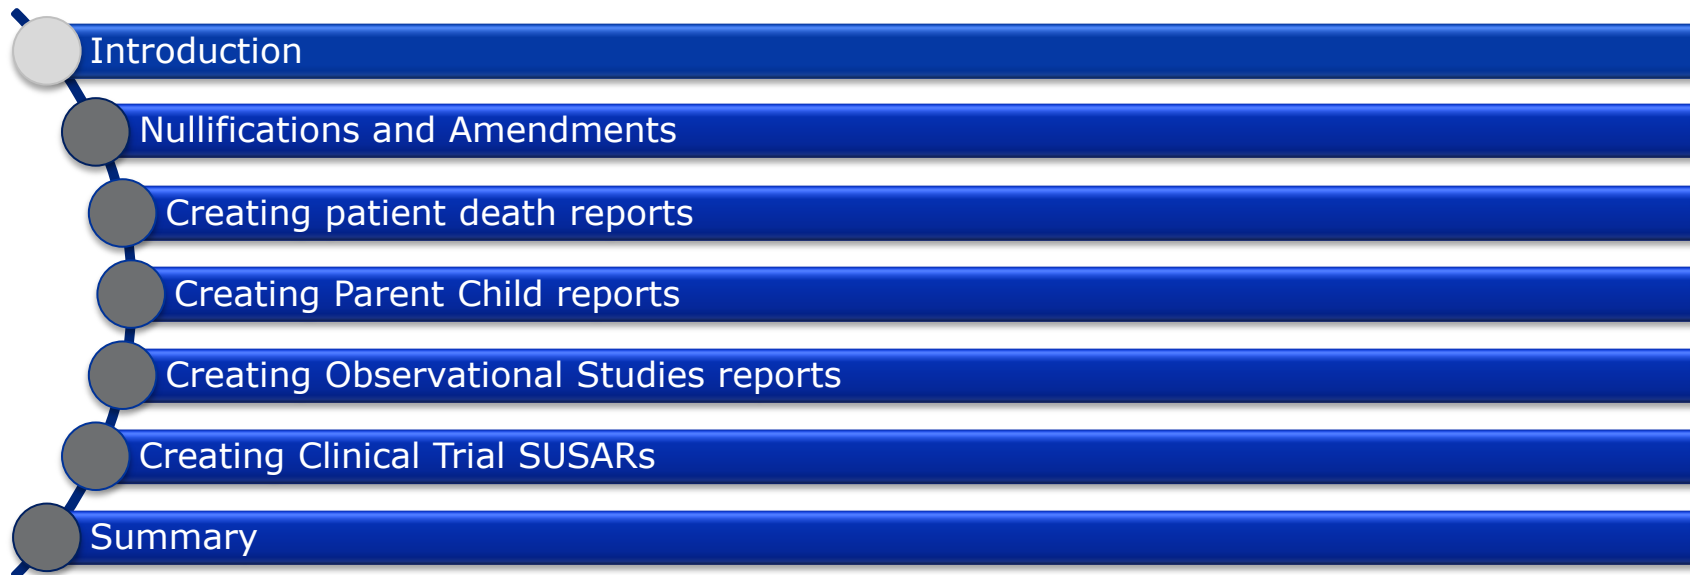 Introduction
Nullifications and Amendments
Creating patient death reports
Creating Parent Child reports
Creating Observational Studies reports
Creating Clinical Trial SUSARs
Summary